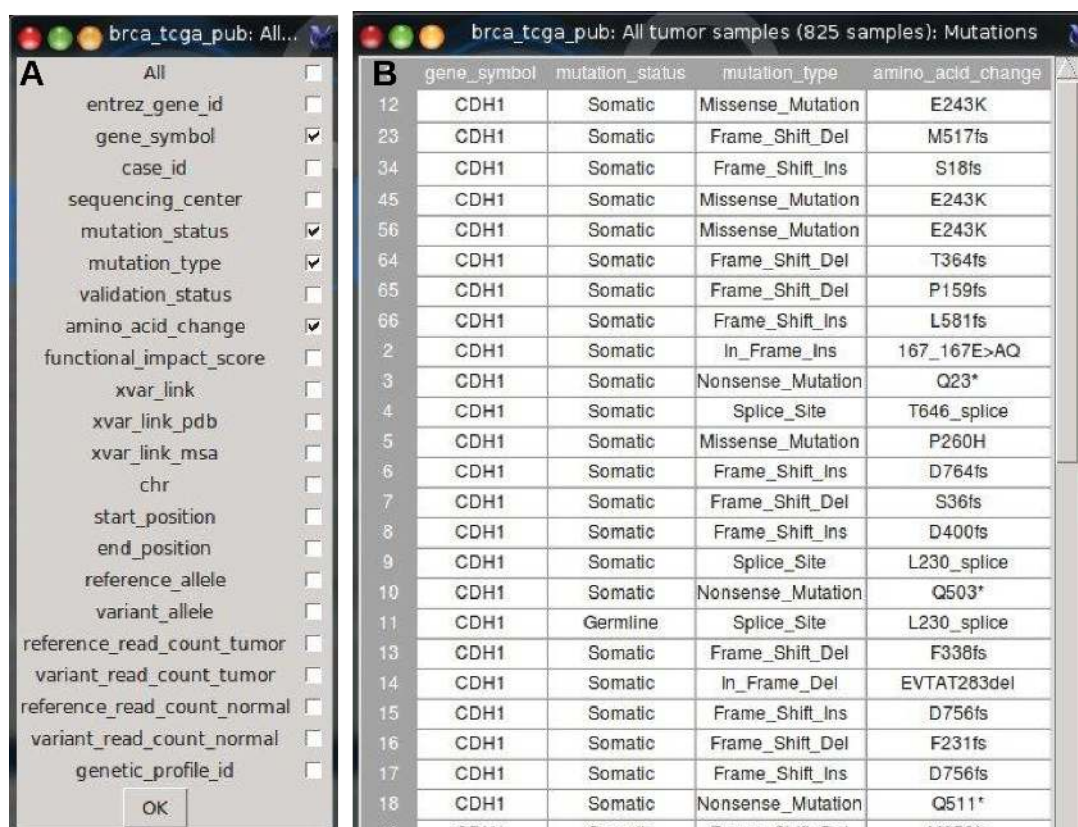 brca_tcga_pub: All...
A
All
entrez_gene_id
gene_symbol
case_id
sequencing_center
mutation_status
mutation_type
validation_status
amino_acid_change
functional_impact_score
xvar_link
xvar_link_pdb
xvar_link_msa
chr
start_position
end_position
reference_allele
variant_allele
reference_read_count_tumor
variant_read_count_tumor
reference_read_count_normal
variant_read_count_normal
genetic_profile_id
OK
brca_tcga_pub: All tumor samples (825 samples): Mutations
B gene_symbol mutation_status mutation_type amino_acid_change
12 CDH1 Somatic Missense_Mutation E243K
23 CDH1 Somatic Frame_Shift_Del M517fs
34 CDH1 Somatic Frame_Shift_Ins S18fs
45 CDH1 Somatic Missense_Mutation E243K
56 CDH1 Somatic Missense_Mutation E243K
64 CDH1 Somatic Frame_Shift_Del T364fs
65 CDH1 Somatic Frame_Shift_Del P159fs
66 CDH1 Somatic Frame_Shift_Ins L581fs
2 CDH1 Somatic In_Frame_Ins 167_167E>AQ
3 CDH1 Somatic Nonsense_Mutation Q23*
4 CDH1 Somatic Splice_Site T646_splice
5 CDH1 Somatic Missense_Mutation P260H
6 CDH1 Somatic Frame_Shift_Ins D764fs
7 CDH1 Somatic Frame_Shift_Del S36fs
8 CDH1 Somatic Frame_Shift_Ins D400fs
9 CDH1 Somatic Splice_Site L230_splice
10 CDH1 Somatic Nonsense_Mutation Q503*
11 CDH1 Germline Splice_Site L230_splice
13 CDH1 Somatic Frame_Shift_Del F338fs
14 CDH1 Somatic In_Frame_Del EVTAT283del
15 CDH1 Somatic Frame_Shift_Ins D756fs
16 CDH1 Somatic Frame_Shift_Del F231fs
17 CDH1 Somatic Frame_Shift_Ins D756fs
18 CDH1 Somatic Nonsense_Mutation Q511*